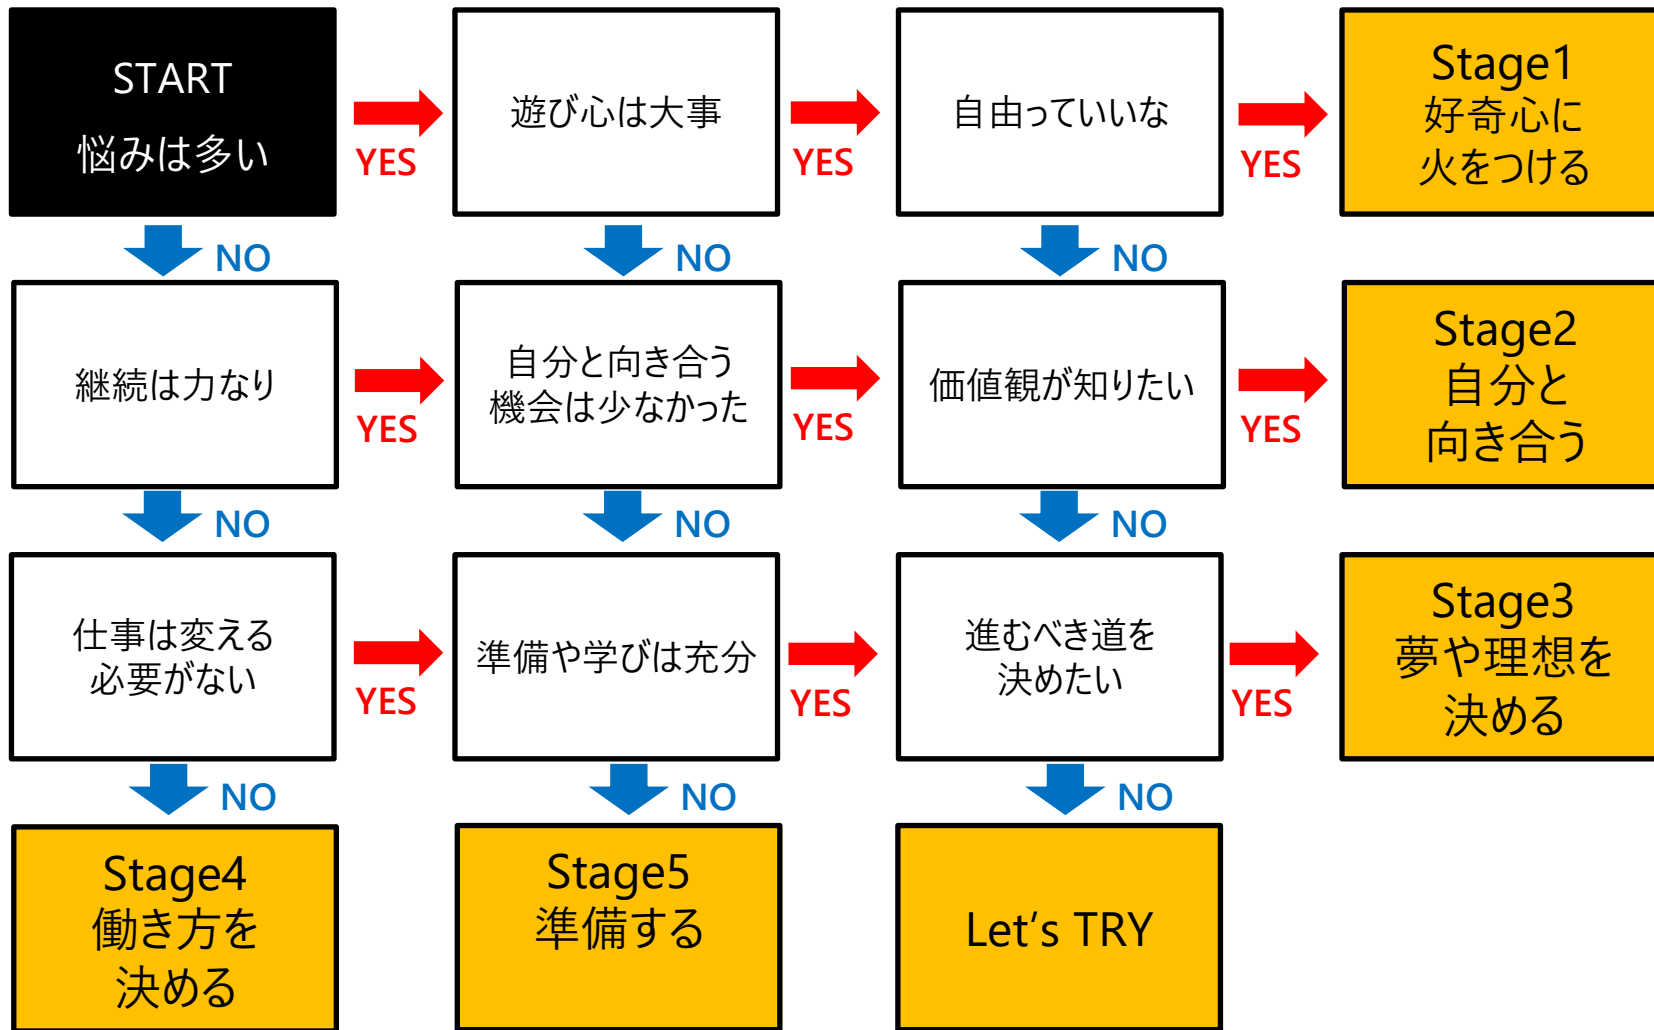 START
悩みは多い
YES
遊び心は大事
YES
自由っていいな
YES
Stage1
好奇心に
火をつける
NO
NO
NO
継続は力なり
YES
自分と向き合う
機会は少なかった
YES
価値観が知りたい
YES
Stage2
自分と
向き合う
NO
NO
NO
仕事は変える
必要がない
YES
準備や学びは充分
YES
進むべき道を
決めたい
YES
Stage3
夢や理想を
決める
NO
NO
NO
Stage4
働き方を
決める
Stage5
準備する
Let's TRY